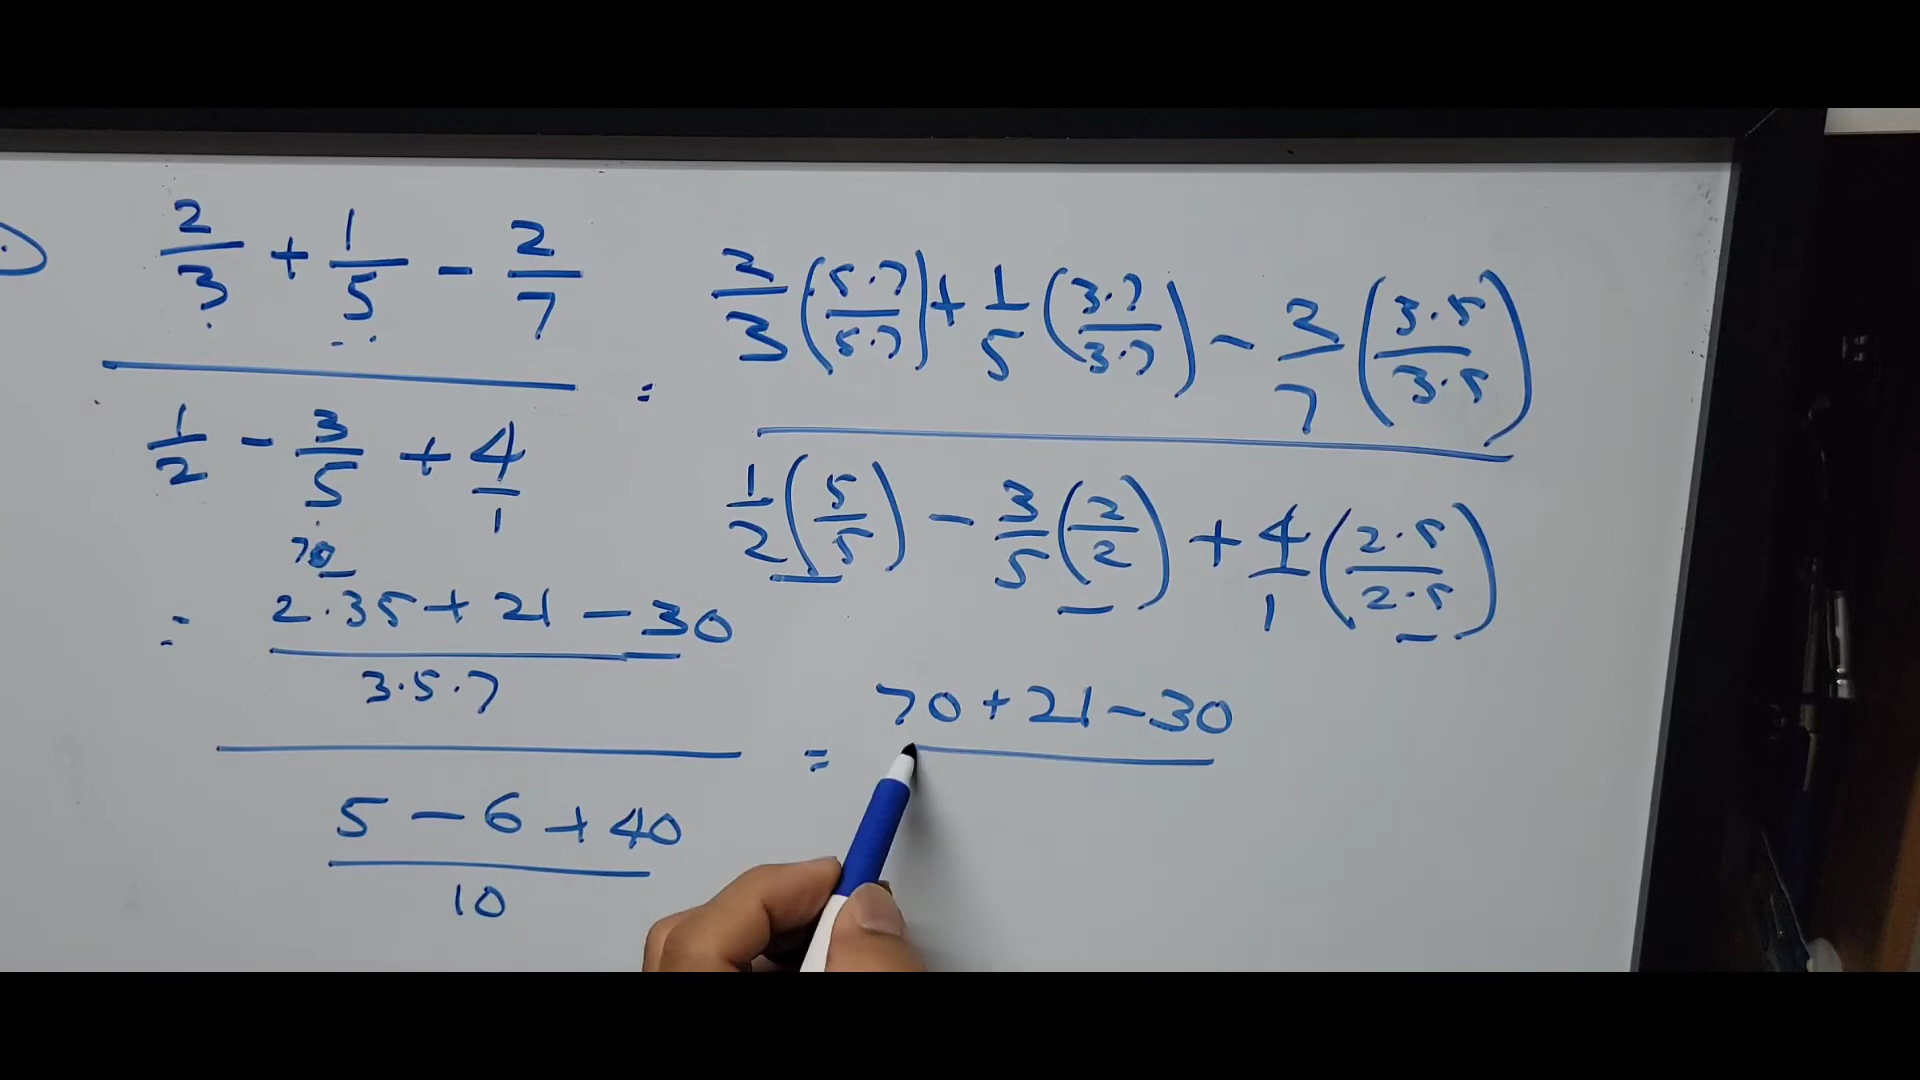 2/3 + 1/5 - 2/7
1/2 - 3/5 + 4/1
=
2/3 (5·7/5·7) + 1/5 (3·7/3·7) - 3/7 (3·5/3·5)
1/2 (5/5) - 3/5 (2/2) + 4/1 (2·5/2·5)
70
= 2·35 + 21 - 30
3·5·7
5 - 6 + 40
10
= 70 + 21 - 30